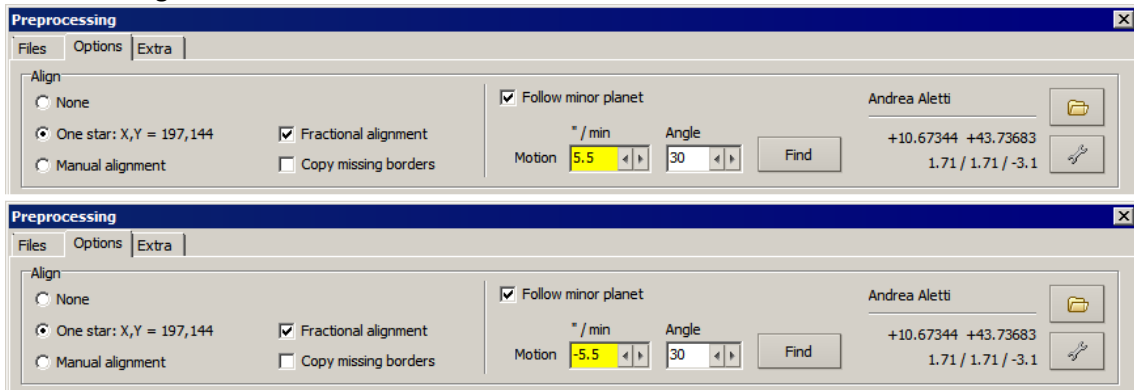 Preprocessing
Files Options Extra
Align
None
One star: X,Y = 197,144
Manual alignment
Fractional alignment
Copy missing borders
Follow minor planet
" / min Angle
Motion 5.5 30 Find
Andrea Aletti
+10.67344 +43.73683
1.71 / 1.71 / -3.1
Preprocessing
Files Options Extra
Align
None
One star: X,Y = 197,144
Manual alignment
Fractional alignment
Copy missing borders
Follow minor planet
" / min Angle
Motion -5.5 30 Find
Andrea Aletti
+10.67344 +43.73683
1.71 / 1.71 / -3.1